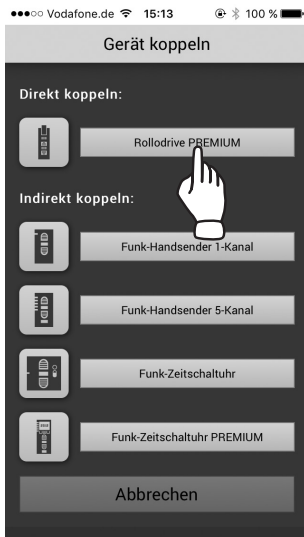 Vodafone.de 15:13 100 %
Gerät koppeln
Direkt koppeln:
Rollodrive PREMIUM
Indirekt koppeln:
Funk-Handsender 1-Kanal
Funk-Handsender 5-Kanal
Funk-Zeitschaltuhr
Funk-Zeitschaltuhr PREMIUM
Abbrechen